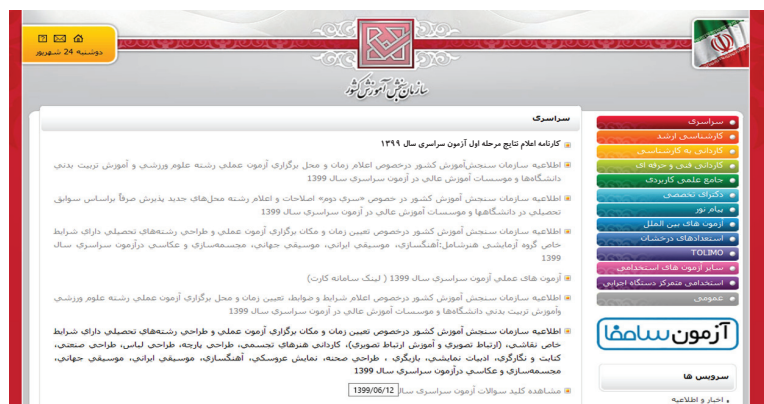 دوشنبه 24 شهریور
سازمان سنجش آموزش کشور
سراسری
کارنامه اعلام نتایج مرحله اول آزمون سراسری سال ۱۳۹۹
اطلاعیه سازمان سنجش‌آموزش کشور درخصوص اعلام زمان و محل برگزاری آزمون عملی رشته علوم ورزشی و آموزش تربیت بدنی
دانشگاه‌ها و موسسات آموزش عالی در آزمون سراسری سال 1399
اطلاعیه سازمان سنجش آموزش کشور در خصوص «سری دوم» اصلاحات و اعلام رشته محل‌های جدید پذیرش صرفاً براساس سوابق
تحصیلی در دانشگاهها و موسسات آموزش عالی در آزمون سراسری سال 1399
اطلاعیه سازمان سنجش آموزش کشور درخصوص تعیین زمان و مکان برگزاری آزمون عملی و طراحی رشته‌های تحصیلی دارای شرایط
خاص گروه آزمایشی هنرشامل:آهنگسازی، موسیقی ایرانی، موسیقی جهانی، مجسمه‌سازی و عکاسی درآزمون سراسری سال
1399
آزمون های عملی آزمون سراسری سال 1399 ( لینک سامانه کارت)
اطلاعیه سازمان سنجش آموزش کشور درخصوص اعلام شرایط و ضوابط، تعیین زمان و محل برگزاری آزمون عملی رشته علوم ورزشی
وآموزش تربیت بدنی دانشگاه‌ها و موسسات آموزش عالی در آزمون سراسری سال 1399
اطلاعیه سازمان سنجش آموزش کشور درخصوص تعیین زمان و مکان برگزاری آزمون عملی و طراحی رشته‌های تحصیلی دارای شرایط
خاص نقاشی، (ارتباط تصویری و آموزش ارتباط تصویری)، کاردانی هنرهای تجسمی، طراحی پارچه، طراحی لباس، طراحی صنعتی،
کتابت و نگارگری، ادبیات نمایشی، بازیگری ، طراحی صحنه، نمایش عروسکی، آهنگسازی، موسیقی ایرانی، موسیقی جهانی،
مجسمه‌سازی و عکاسی درآزمون سراسری سال 1399
مشاهده کلید سوالات آزمون سراسری سال
1399/06/12
سراسری
کارشناسی ارشد
کاردانی به کارشناسی
کاردانی فنی و حرفه ای
جامع علمی کاربردی
دکترای تخصصی
پیام نور
آزمون های بین الملل
استعدادهای درخشان
TOLIMO
سایر آزمون های استخدامی
استخدامی متمرکز دستگاه اجرایی
عمومی
آزمون سامفا
سرویس ها
اخبار و اطلاعیه